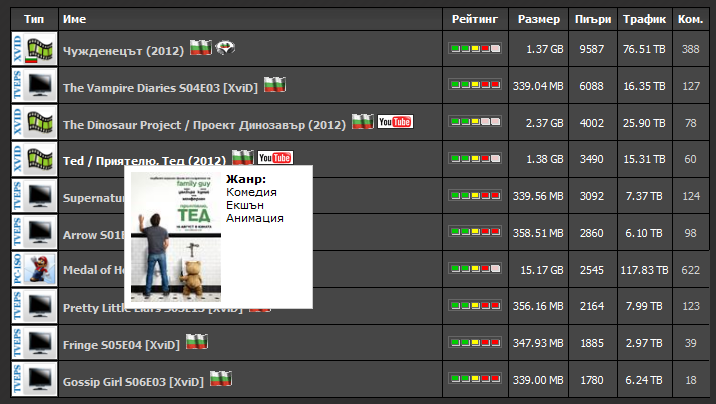 Тип Име Рейтинг Размер Пиъри Трафик Ком.
XVID Чужденецът (2012) 1.37 GB 9587 76.51 TB 388
TVEPS The Vampire Diaries S04E03 [XviD] 339.04 MB 6088 16.35 TB 127
XVID The Dinosaur Project / Проект Динозавър (2012) YouTube 2.37 GB 4002 25.90 TB 78
XVID Ted / Приятелю, Тед (2012) YouTube 1.38 GB 3490 15.31 TB 60
Жанр:
Комедия
Екшън
Анимация
family guy
ТЕД
TVEPS Supernatu 339.56 MB 3092 7.37 TB 124
TVEPS Arrow S01E 358.51 MB 2860 6.10 TB 98
PC-ISO Medal of Ho 15.17 GB 2545 117.83 TB 622
TVEPS Pretty Little Liars S03E13 [XviD] 356.16 MB 2164 7.99 TB 123
TVEPS Fringe S05E04 [XviD] 347.93 MB 1885 2.97 TB 39
TVEPS Gossip Girl S06E03 [XviD] 339.00 MB 1780 6.24 TB 18